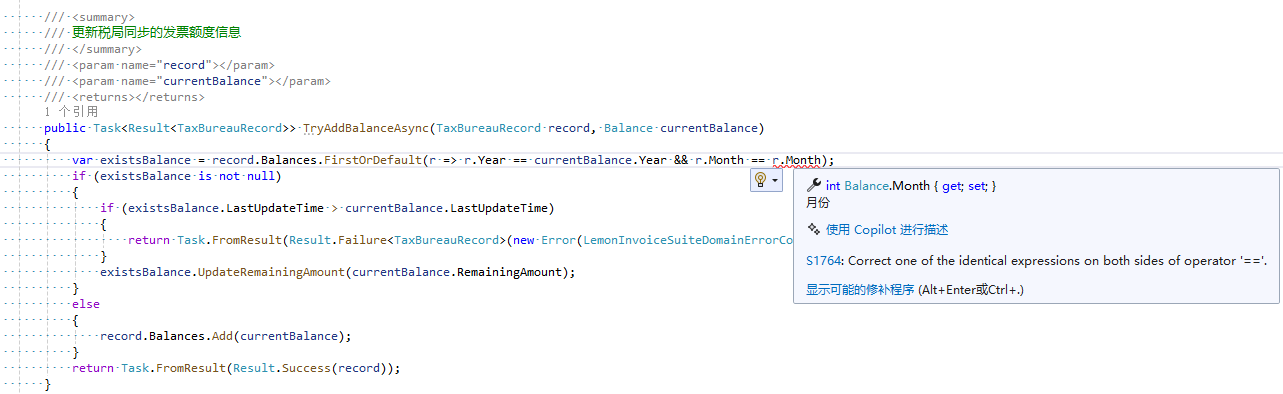 /// <summary>
/// 更新税局同步的发票额度信息
/// </summary>
/// <param name="record"></param>
/// <param name="currentBalance"></param>
/// <returns></returns>
1 个引用
public Task<Result<TaxBureauRecord>> TryAddBalanceAsync(TaxBureauRecord record, Balance currentBalance)
{
var existsBalance = record.Balances.FirstOrDefault(r => r.Year == currentBalance.Year && r.Month == r.Month);
if (existsBalance is not null)
{
if (existsBalance.LastUpdateTime > currentBalance.LastUpdateTime)
{
return Task.FromResult(Result.Failure<TaxBureauRecord>(new Error(LemonInvoiceSuiteDomainErrorCo
}
existsBalance.UpdateRemainingAmount(currentBalance.RemainingAmount);
}
else
{
record.Balances.Add(currentBalance);
}
return Task.FromResult(Result.Success(record));
}
int Balance.Month { get; set; }
月份
使用 Copilot 进行描述
S1764: Correct one of the identical expressions on both sides of operator '=='.
显示可能的修补程序 (Alt+Enter或Ctrl+.)